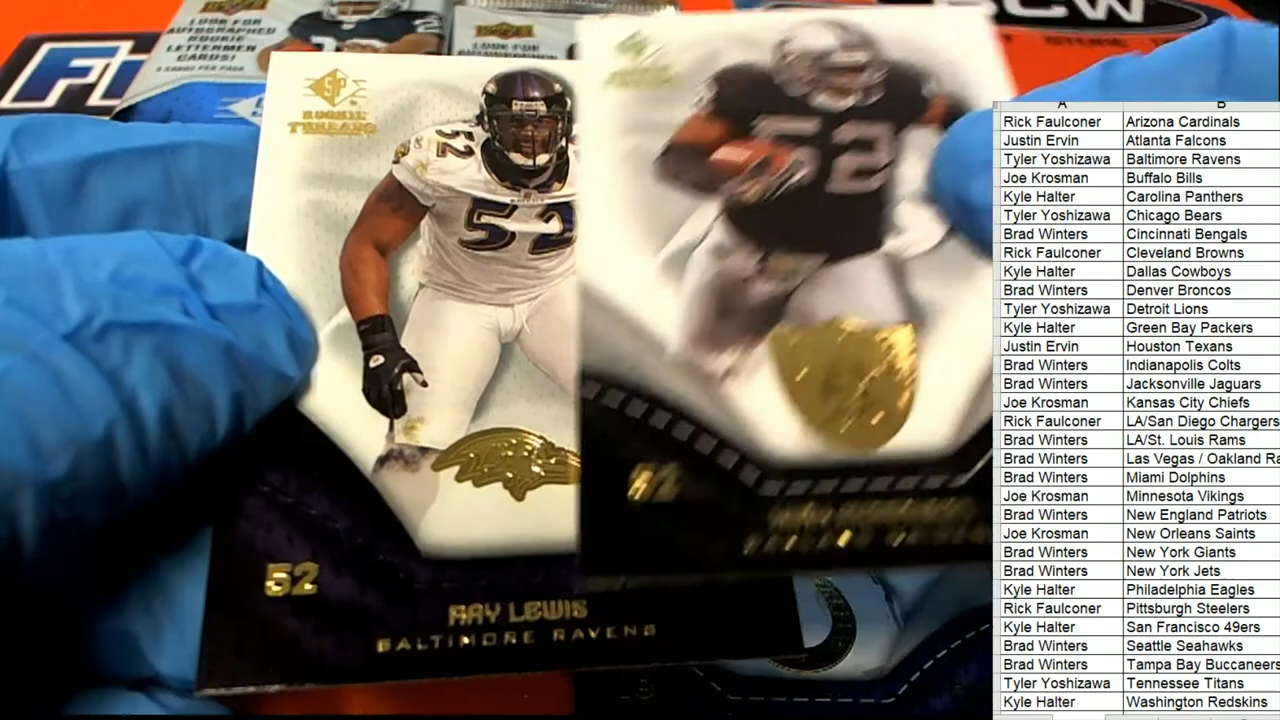 LOOK FOR
AUTOGRAPHED
ROOKIE
LETTERMEN
CARDS!
LOOK FOR
BCW
SP
ROOKIE
THREADS
52
52
52
52
RAY LEWIS
BALTIMORE RAVENS
A B
Rick Faulconer Arizona Cardinals
Justin Ervin Atlanta Falcons
Tyler Yoshizawa Baltimore Ravens
Joe Krosman Buffalo Bills
Kyle Halter Carolina Panthers
Tyler Yoshizawa Chicago Bears
Brad Winters Cincinnati Bengals
Rick Faulconer Cleveland Browns
Kyle Halter Dallas Cowboys
Brad Winters Denver Broncos
Tyler Yoshizawa Detroit Lions
Kyle Halter Green Bay Packers
Justin Ervin Houston Texans
Brad Winters Indianapolis Colts
Brad Winters Jacksonville Jaguars
Joe Krosman Kansas City Chiefs
Rick Faulconer LA/San Diego Chargers
Brad Winters LA/St. Louis Rams
Brad Winters Las Vegas / Oakland Ra
Brad Winters Miami Dolphins
Joe Krosman Minnesota Vikings
Brad Winters New England Patriots
Joe Krosman New Orleans Saints
Brad Winters New York Giants
Brad Winters New York Jets
Kyle Halter Philadelphia Eagles
Rick Faulconer Pittsburgh Steelers
Kyle Halter San Francisco 49ers
Brad Winters Seattle Seahawks
Brad Winters Tampa Bay Buccaneers
Tyler Yoshizawa Tennessee Titans
Kyle Halter Washington Redskins